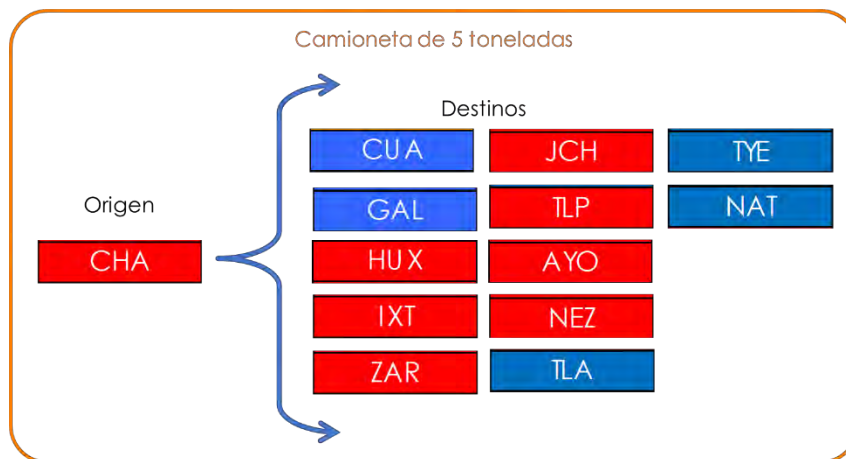 Camioneta de 5 toneladas
Destinos
CUA JCH TYE
Origen
GAL TLP NAT
CHA
HUX AYO
IXT NEZ
ZAR TLA